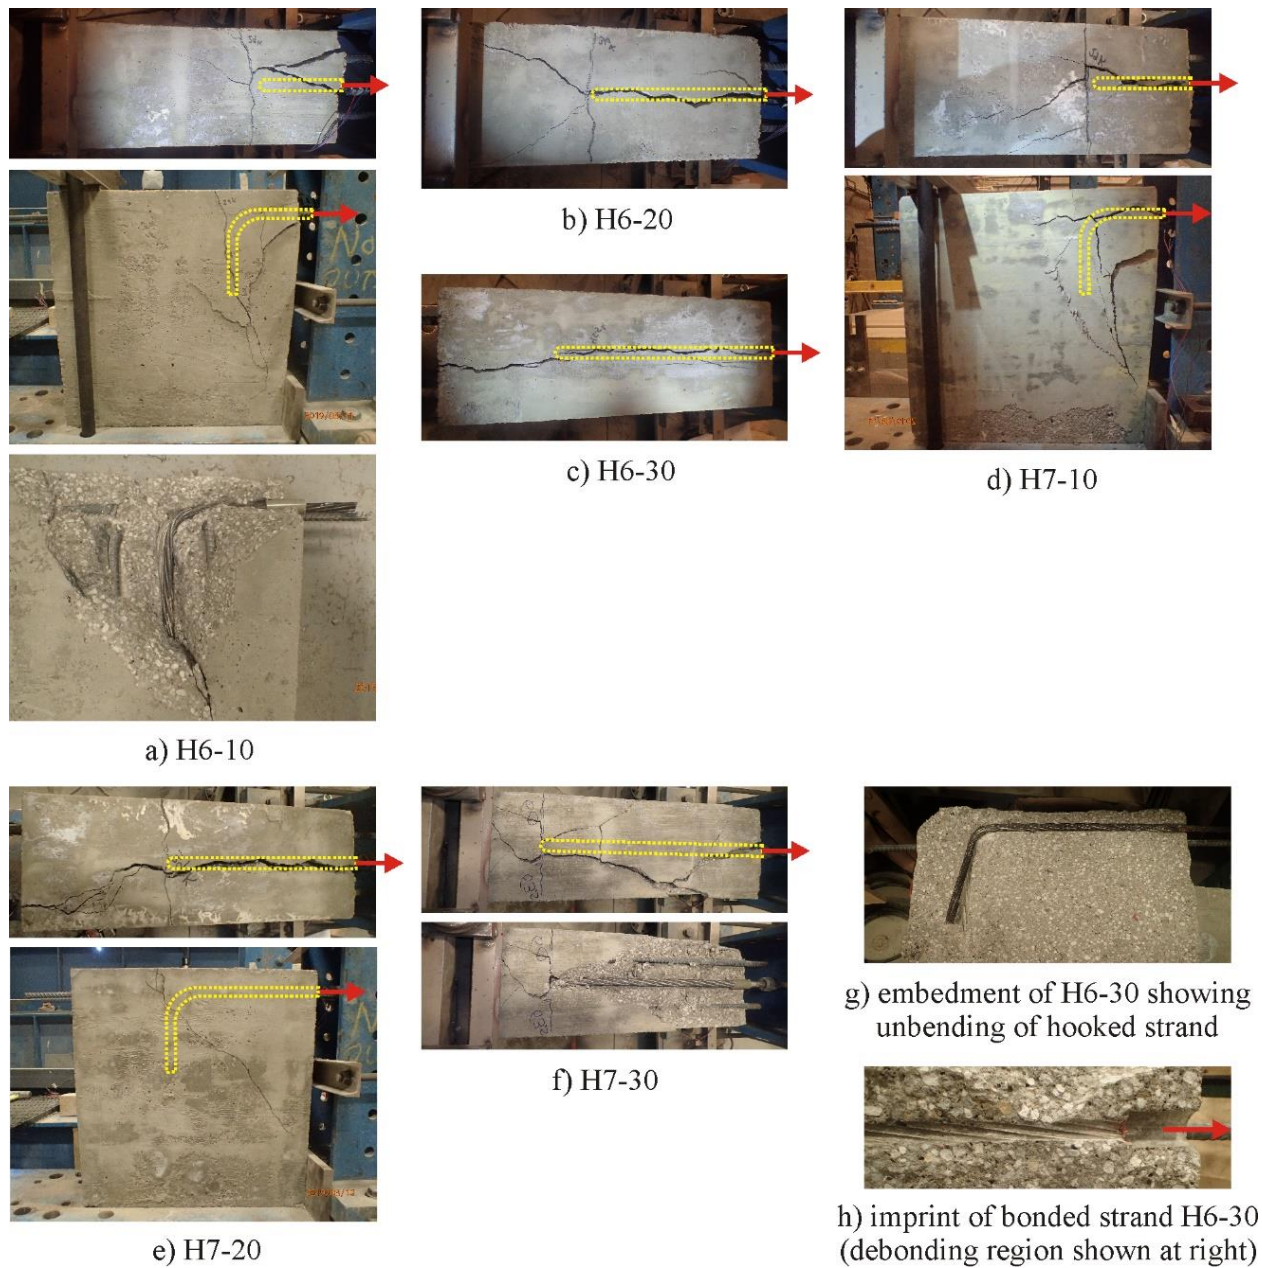 b) H6-20
No
c) H6-30
d) H7-10
a) H6-10
g) embedment of H6-30 showing
unbending of hooked strand
f) H7-30
h) imprint of bonded strand H6-30
(debonding region shown at right)
e) H7-20